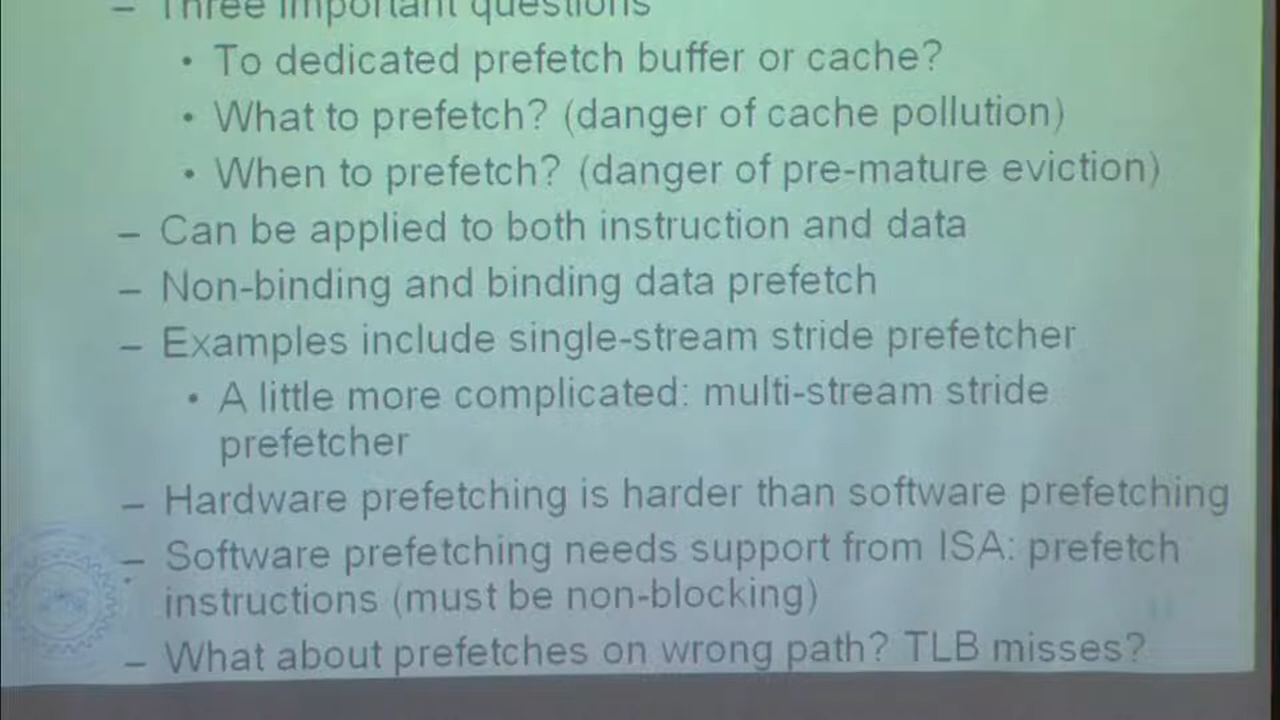 – Three important questions
• To dedicated prefetch buffer or cache?
• What to prefetch? (danger of cache pollution)
• When to prefetch? (danger of pre-mature eviction)
– Can be applied to both instruction and data
– Non-binding and binding data prefetch
– Examples include single-stream stride prefetcher
• A little more complicated: multi-stream stride
prefetcher
– Hardware prefetching is harder than software prefetching
– Software prefetching needs support from ISA: prefetch
instructions (must be non-blocking)
– What about prefetches on wrong path? TLB misses?